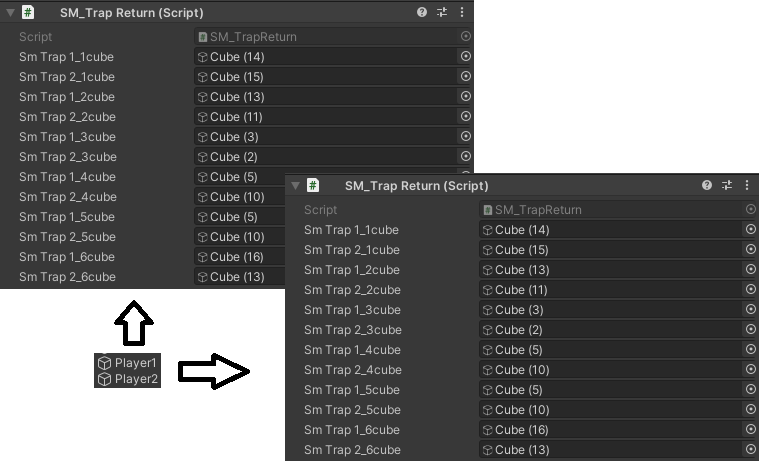 SM_Trap Return (Script)
Script SM_TrapReturn
Sm Trap 1_1cube Cube (14)
Sm Trap 2_1cube Cube (15)
Sm Trap 1_2cube Cube (13)
Sm Trap 2_2cube Cube (11)
Sm Trap 1_3cube Cube (3)
Sm Trap 2_3cube Cube (2)
Sm Trap 1_4cube Cube (5)
Sm Trap 2_4cube Cube (10)
Sm Trap 1_5cube Cube (5)
Sm Trap 2_5cube Cube (10)
Sm Trap 1_6cube Cube (16)
Sm Trap 2_6cube Cube (13)
Player1
Player2
SM_Trap Return (Script)
Script SM_TrapReturn
Sm Trap 1_1cube Cube (14)
Sm Trap 2_1cube Cube (15)
Sm Trap 1_2cube Cube (13)
Sm Trap 2_2cube Cube (11)
Sm Trap 1_3cube Cube (3)
Sm Trap 2_3cube Cube (2)
Sm Trap 1_4cube Cube (5)
Sm Trap 2_4cube Cube (10)
Sm Trap 1_5cube Cube (5)
Sm Trap 2_5cube Cube (10)
Sm Trap 1_6cube Cube (16)
Sm Trap 2_6cube Cube (13)